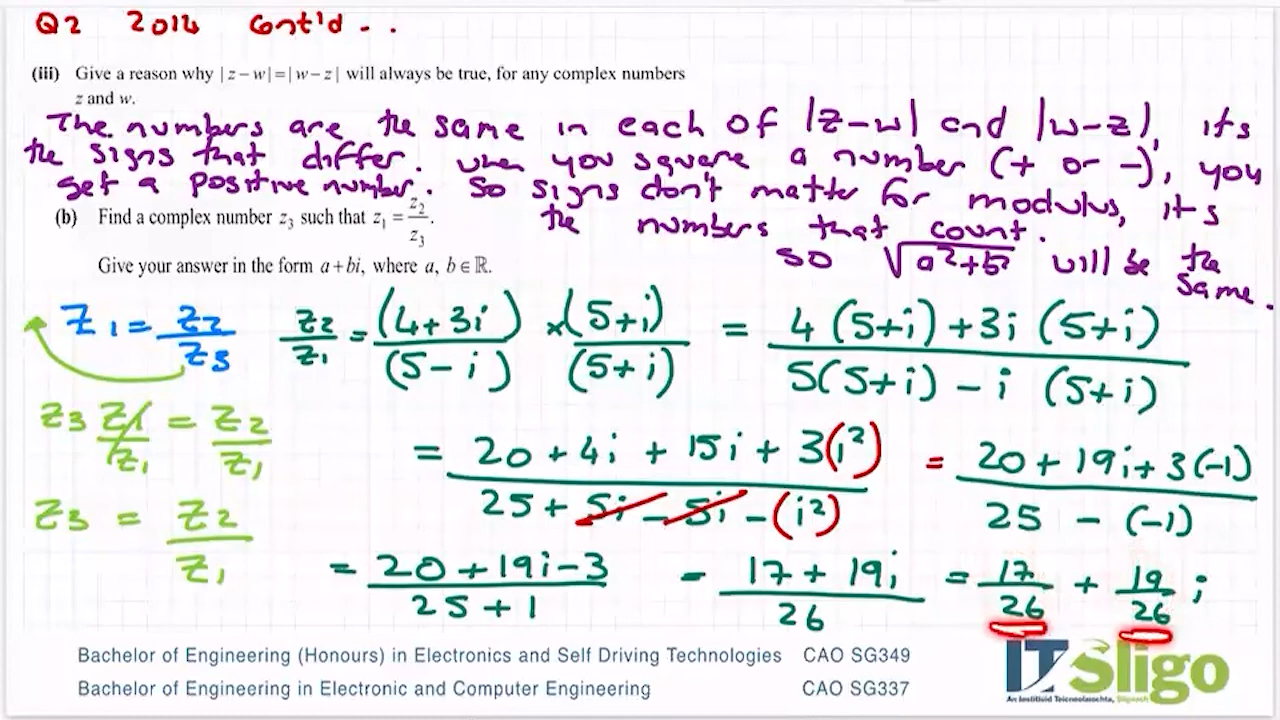 Q2 2014 Cont'd . .
(iii) Give a reason why |z−w|=|w−z| will always be true, for any complex numbers
z and w.
The numbers are the same in each of |z−w| and |w−z|, its
the signs that differ. when you square a number (+ or −), you
get a positive number. So signs don't matter for modulus, its
the numbers that count.
so √(a²+b²) will be the
same.
(b) Find a complex number z₃ such that z₁ = z₂/z₃.
Give your answer in the form a+bi, where a, b∈ℝ.
z₁ = z₂/z₃
z₂/z₁ = (4+3i)/(5−i) × (5+i)/(5+i) = (4(5+i)+3i(5+i))/(5(5+i)−i(5+i))
z₃ z₁/z₁ = z₂/z₁
= (20+4i+15i+3(i²))/(25+5i−5i−(i²)) = (20+19i+3(−1))/(25−(−1))
z₃ = z₂/z₁
= (20+19i−3)/(25+1) = (17+19i)/26 = 17/26 + 19/26 i
Bachelor of Engineering (Honours) in Electronics and Self Driving Technologies CAO SG349
Bachelor of Engineering in Electronic and Computer Engineering CAO SG337
IT Sligo
An Institiúid Teicneolaíochta, Sligeach